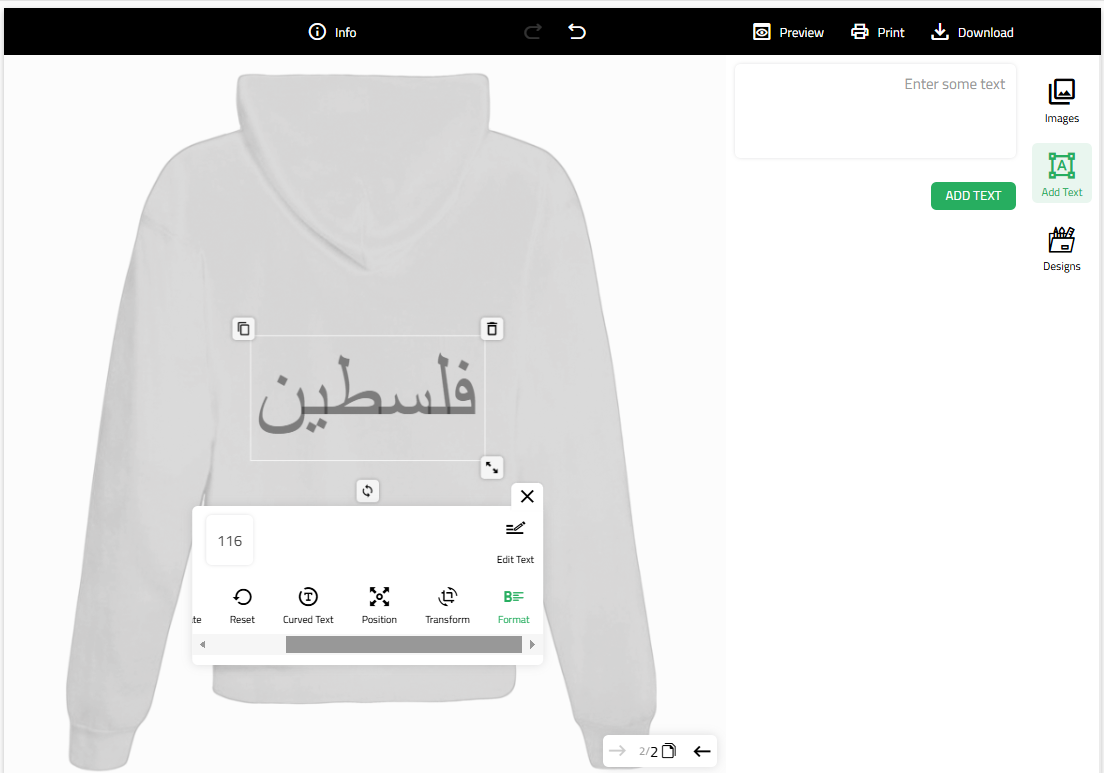 Info
Preview
Print
Download
Enter some text
ADD TEXT
Images
Add Text
Designs
فلسطين
116
Edit Text
te
Reset
Curved Text
Position
Transform
Format
2/2